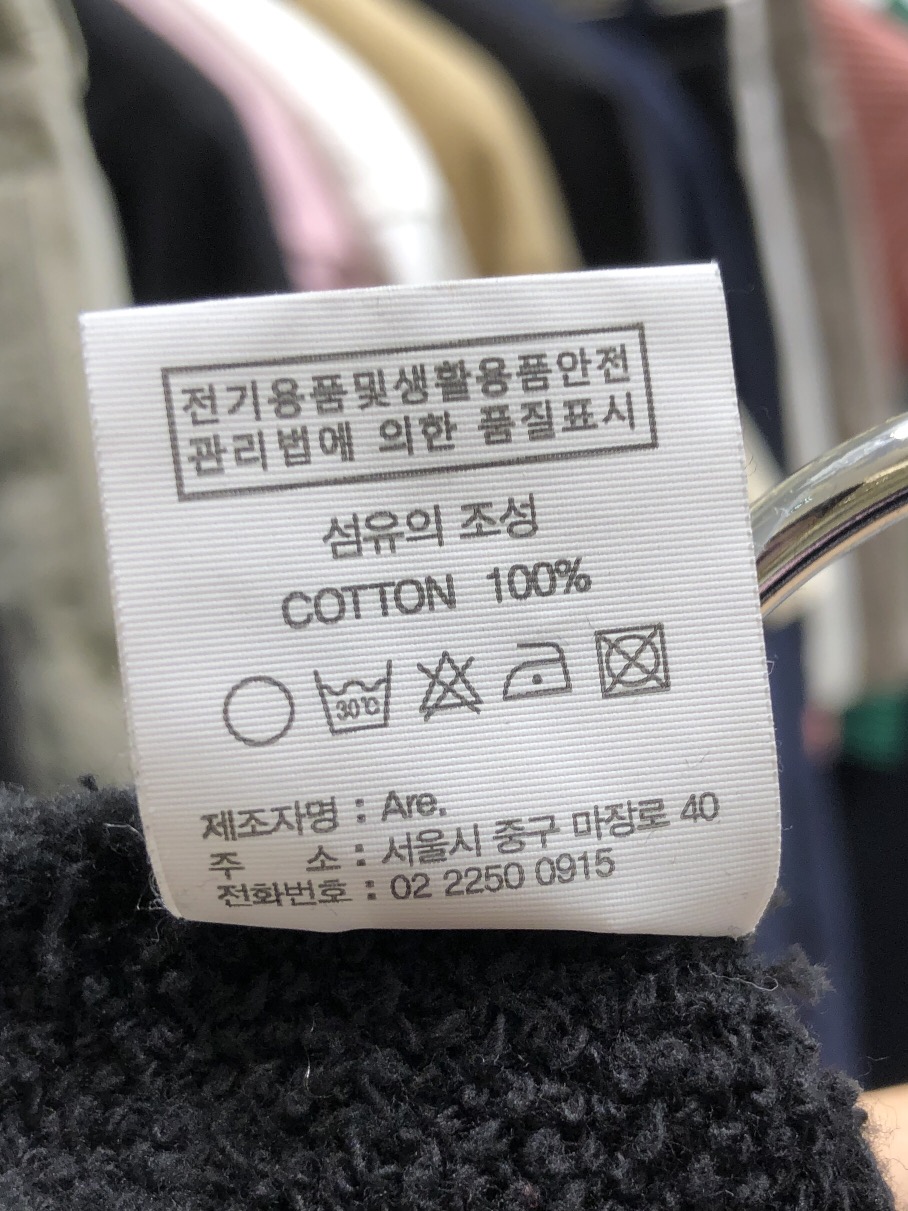 전기용품및생활용품안전
관리법에 의한 품질표시
섬유의 조성
COTTON 100%
30℃
제조자명 : Are.
주 소 : 서울시 중구 마장로 40
전화번호 : 02 2250 0915